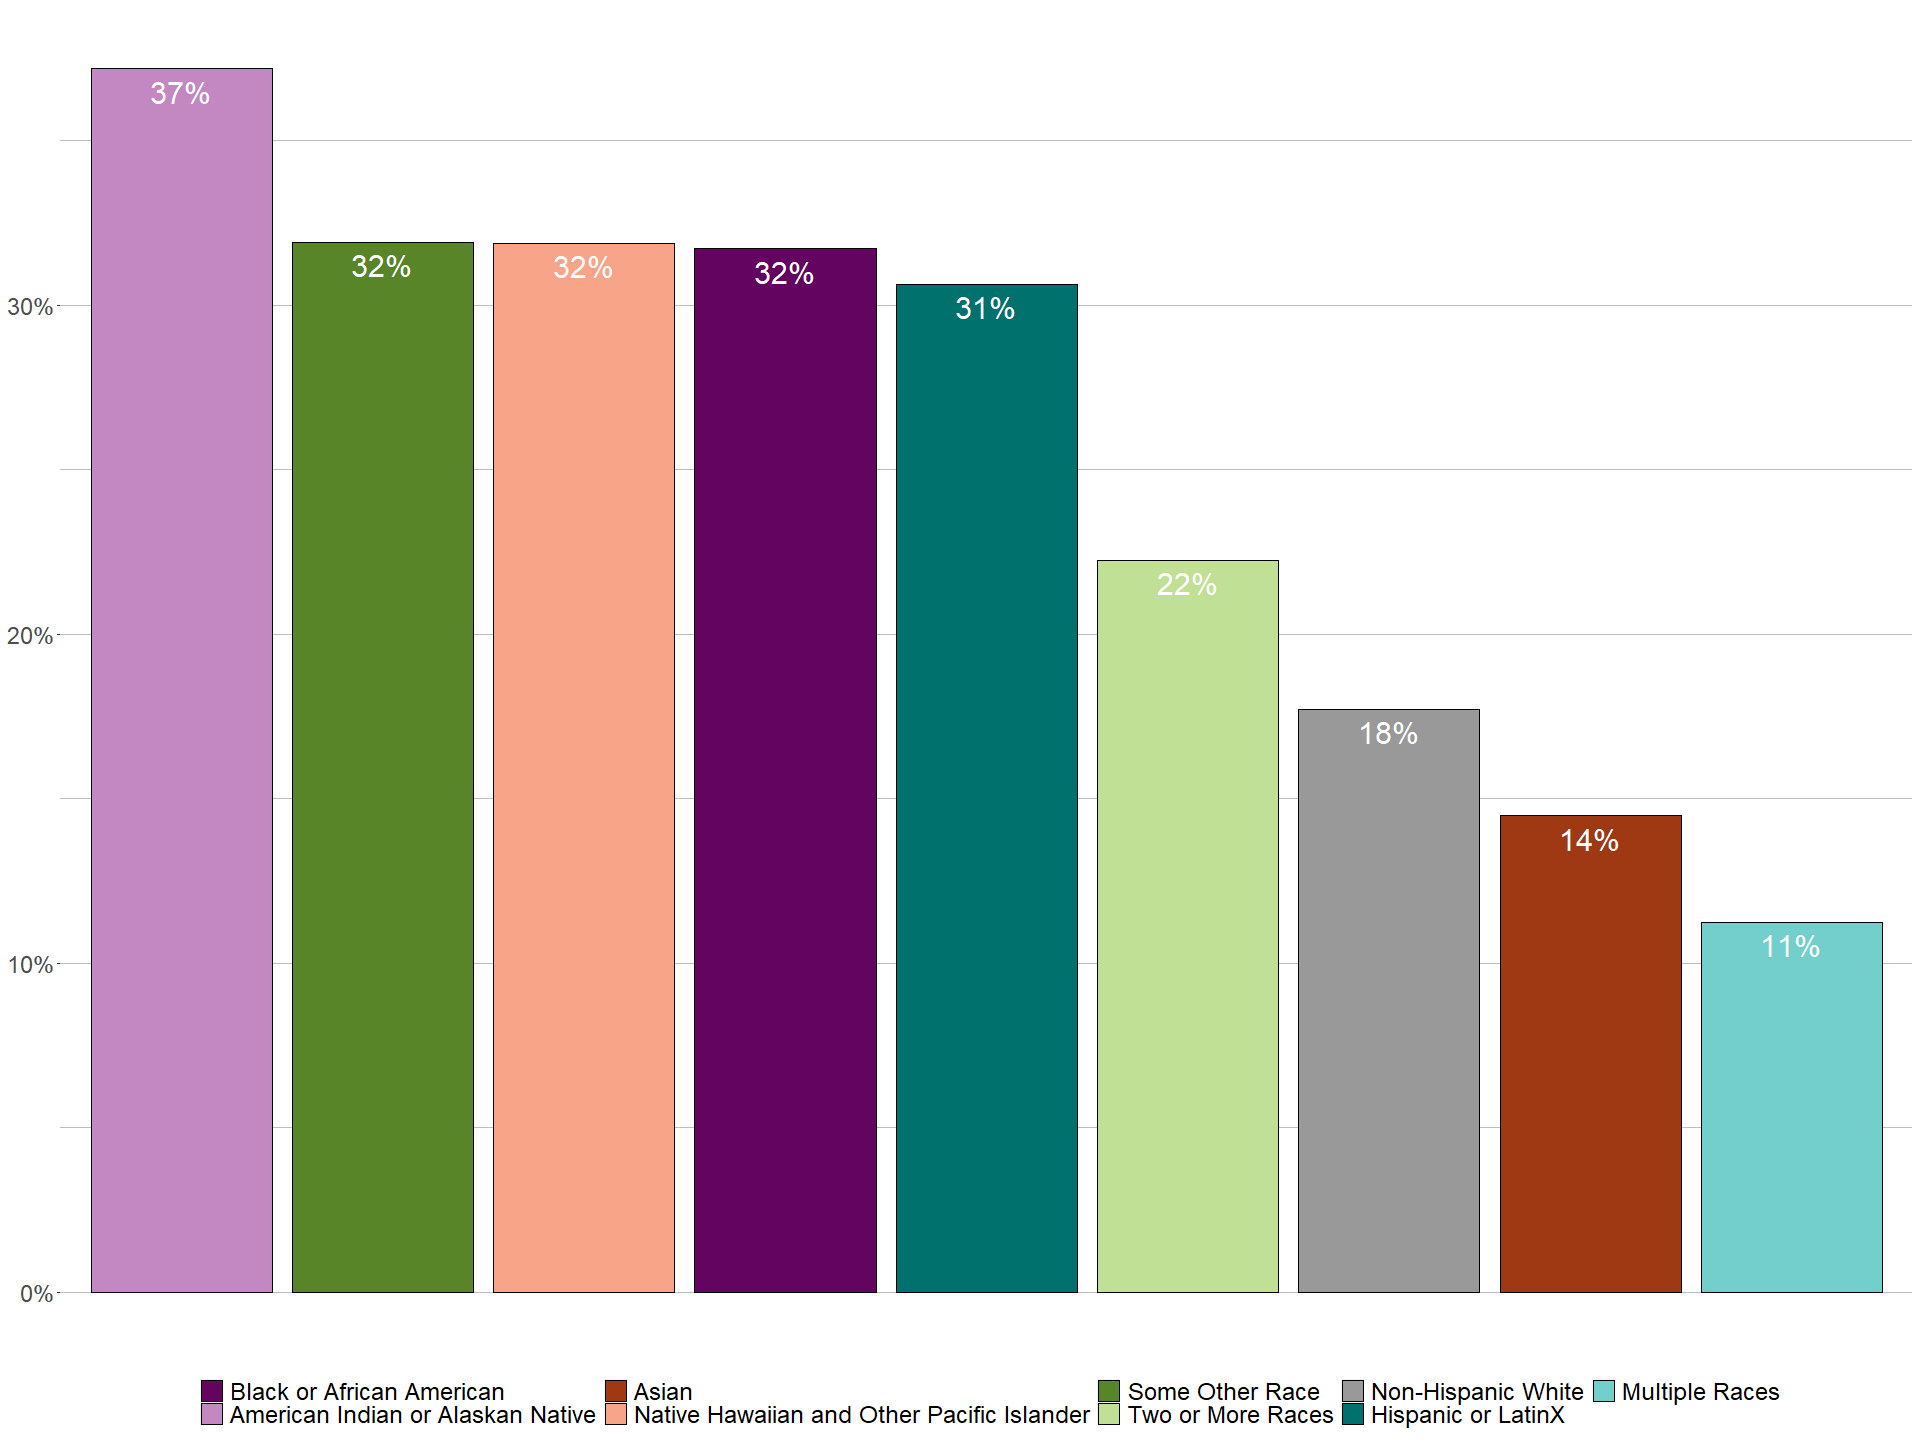 37%
32%
32%
32%
31%
22%
18%
14%
11%
30%
20%
10%
0%
Black or African American
Asian
Some Other Race
Non-Hispanic White
Multiple Races
American Indian or Alaskan Native
Native Hawaiian and Other Pacific Islander
Two or More Races
Hispanic or LatinX